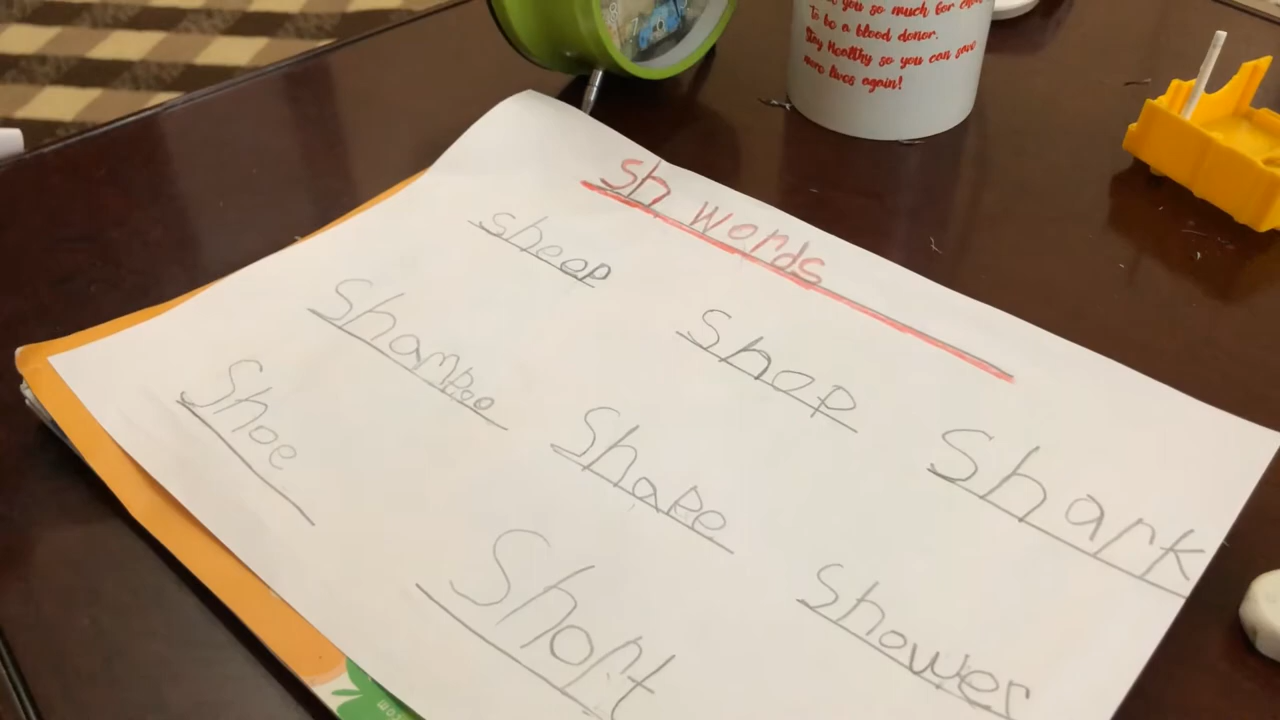 you so much for
To be a blood donor.
Stay Healthy so you can save
more lives again!
sh words
sheep
shop
shark
shampoo
shape
shower
shoe
short